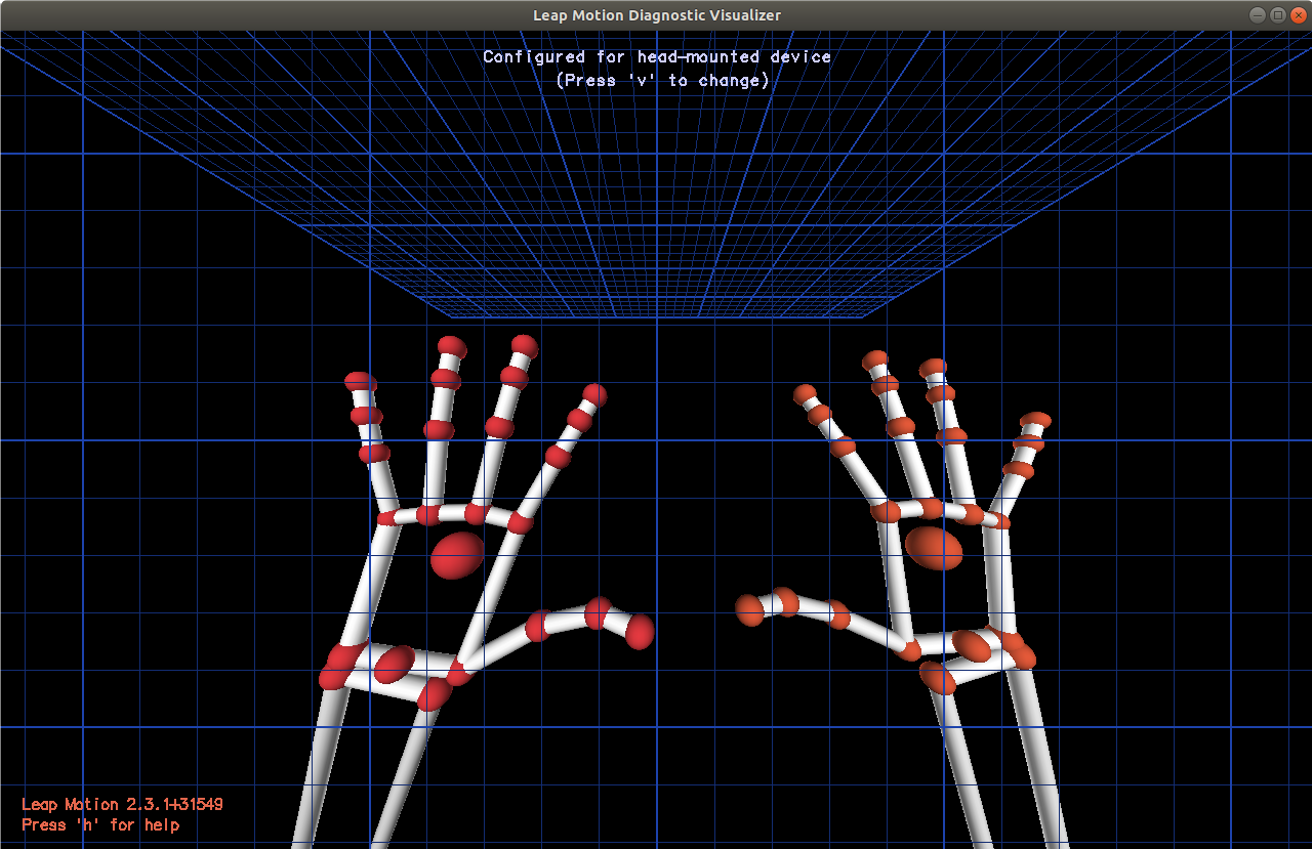 Leap Motion Diagnostic Visualizer
Configured for head-mounted device
(Press 'v' to change)
Leap Motion 2.3.1+31549
Press 'h' for help